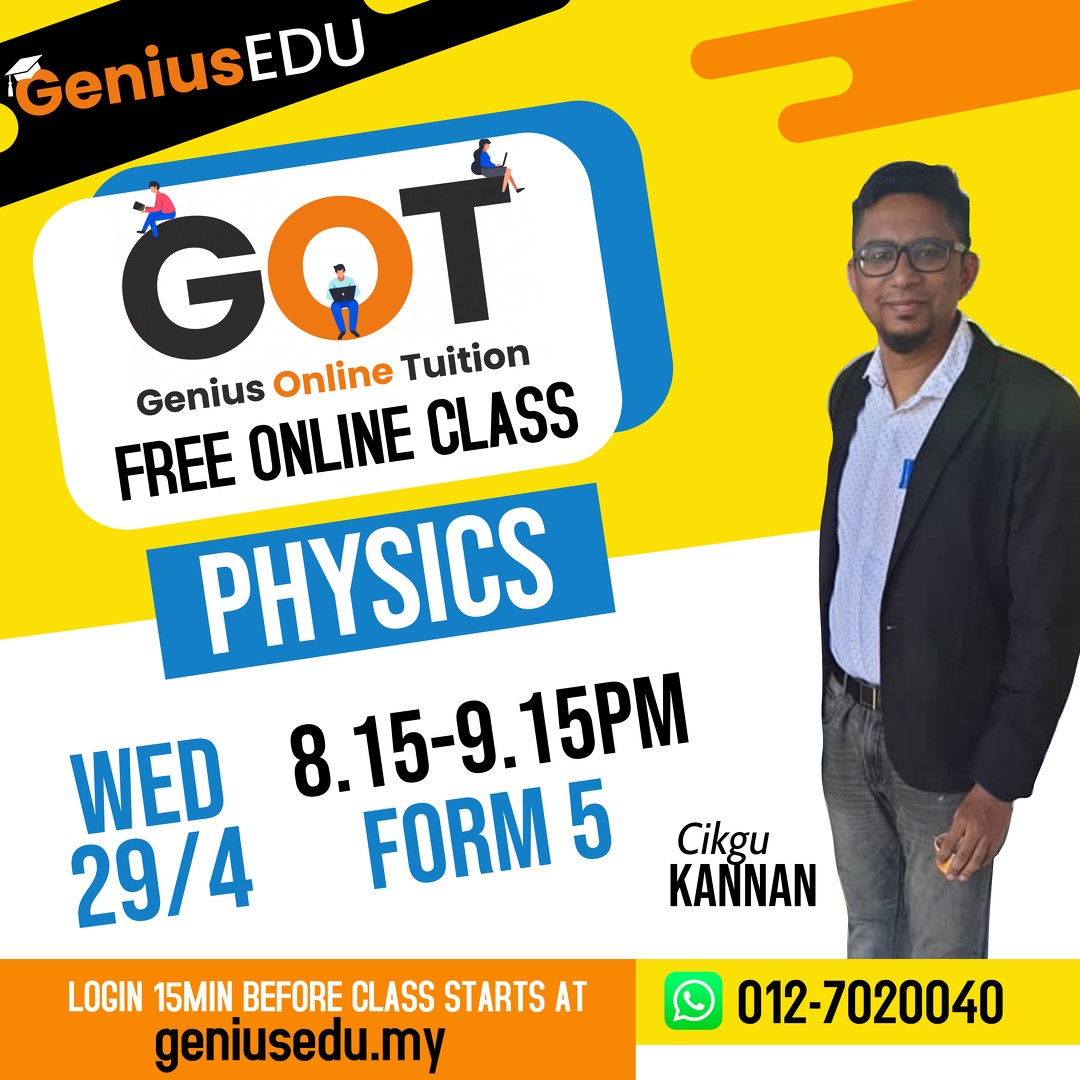 GeniusEDU
GOT
Genius Online Tuition
FREE ONLINE CLASS
PHYSICS
WED
29/4
8.15-9.15PM
FORM 5
Cikgu
KANNAN
LOGIN 15MIN BEFORE CLASS STARTS AT
geniusedu.my
012-7020040